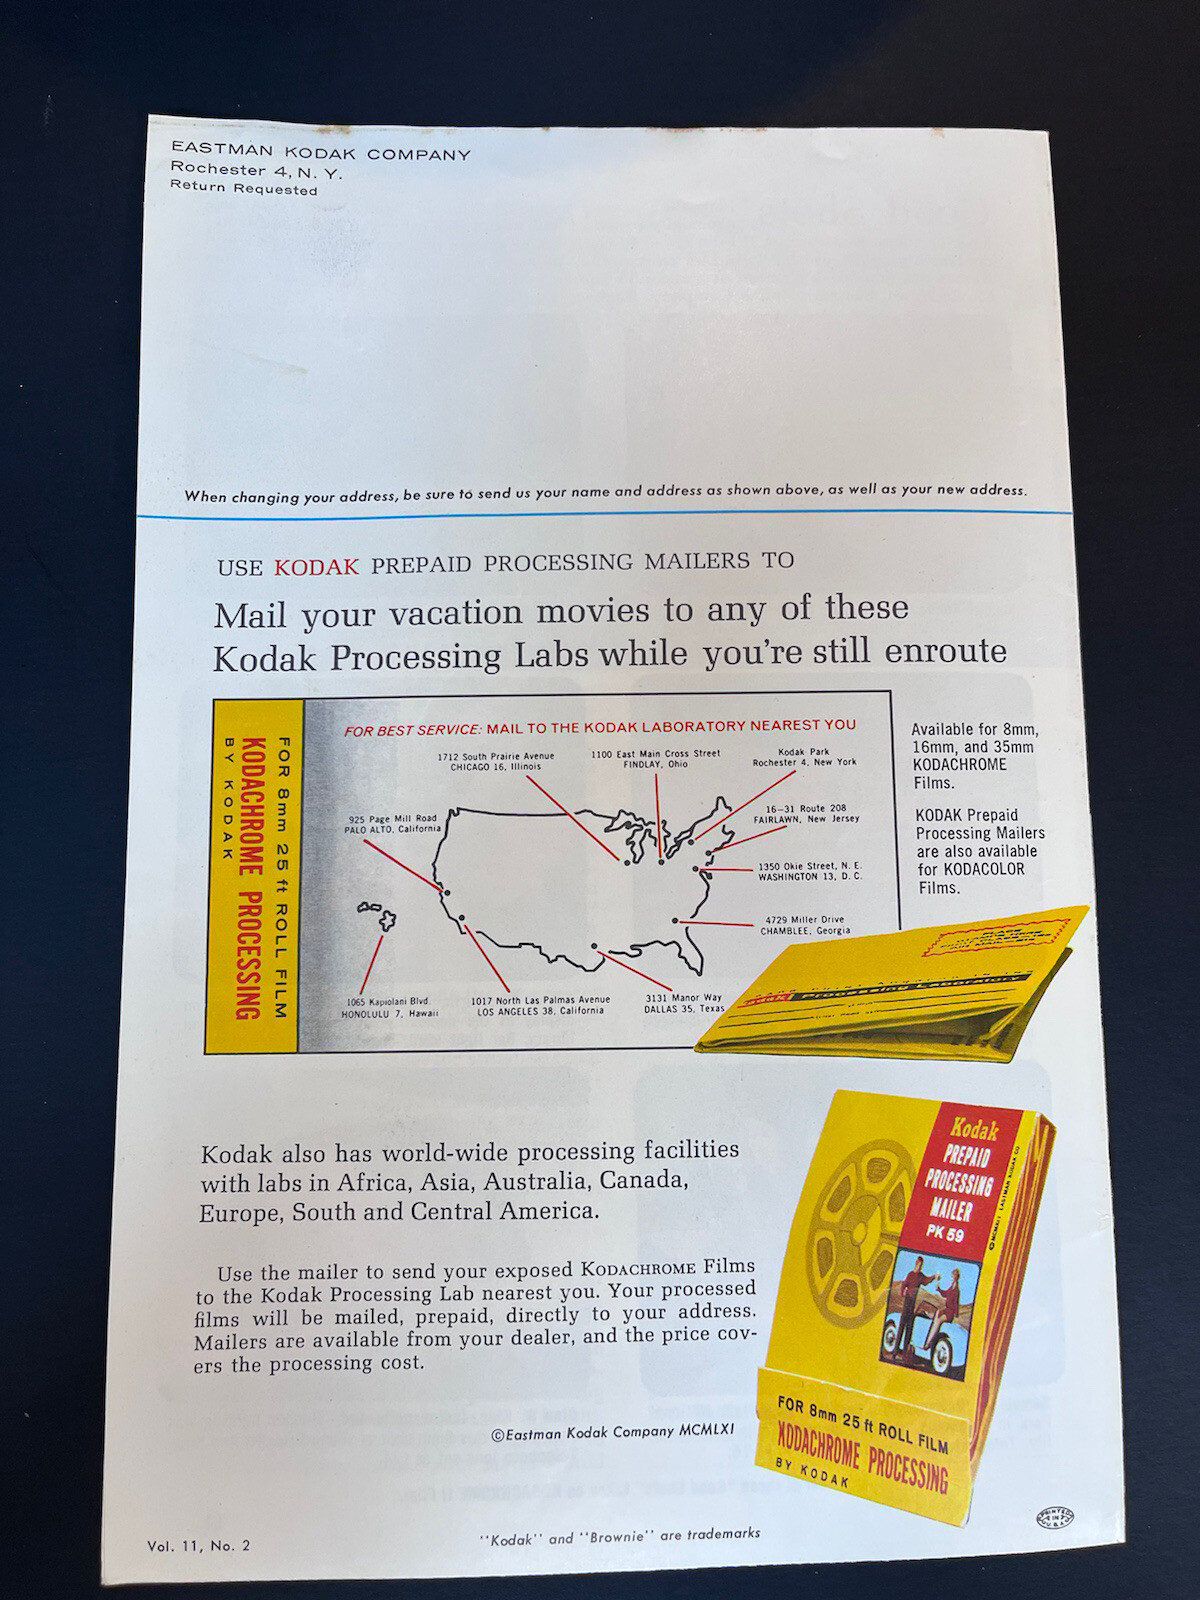 EASTMAN KODAK COMPANY
Rochester 4, N. Y.
Return Requested
When changing your address, be sure to send us your name and address as shown above, as well as your new address.
USE KODAK PREPAID PROCESSING MAILERS TO
Mail your vacation movies to any of these
Kodak Processing Labs while you're still enroute
FOR 8mm 25 ft ROLL FILM
KODACHROME PROCESSING
BY KODAK
FOR BEST SERVICE: MAIL TO THE KODAK LABORATORY NEAREST YOU
1712 South Prairie Avenue
CHICAGO 16, Illinois
1100 East Main Cross Street
FINDLAY, Ohio
Kodak Park
Rochester 4, New York
925 Page Mill Road
PALO ALTO, California
16—31 Route 208
FAIRLAWN, New Jersey
1350 Okie Street, N. E.
WASHINGTON 13, D. C.
4729 Miller Drive
CHAMBLEE, Georgia
1065 Kapiolani Blvd.
HONOLULU 7, Hawaii
1017 North Las Palmas Avenue
LOS ANGELES 38, California
3131 Manor Way
DALLAS 35, Texas
Available for 8mm,
16mm, and 35mm
KODACHROME
Films.
KODAK Prepaid
Processing Mailers
are also available
for KODACOLOR
Films.
Kodak Processing Laboratory
Kodak also has world-wide processing facilities
with labs in Africa, Asia, Australia, Canada,
Europe, South and Central America.
Use the mailer to send your exposed KODACHROME Films
to the Kodak Processing Lab nearest you. Your processed
films will be mailed, prepaid, directly to your address.
Mailers are available from your dealer, and the price cov-
ers the processing cost.
Kodak
PREPAID
PROCESSING
MAILER
PK 59
FOR 8mm 25 ft ROLL FILM
KODACHROME PROCESSING
BY KODAK
©Eastman Kodak Company MCMLXI
Vol. 11, No. 2
"Kodak" and "Brownie" are trademarks
PRINTED
IN
U.S.A.